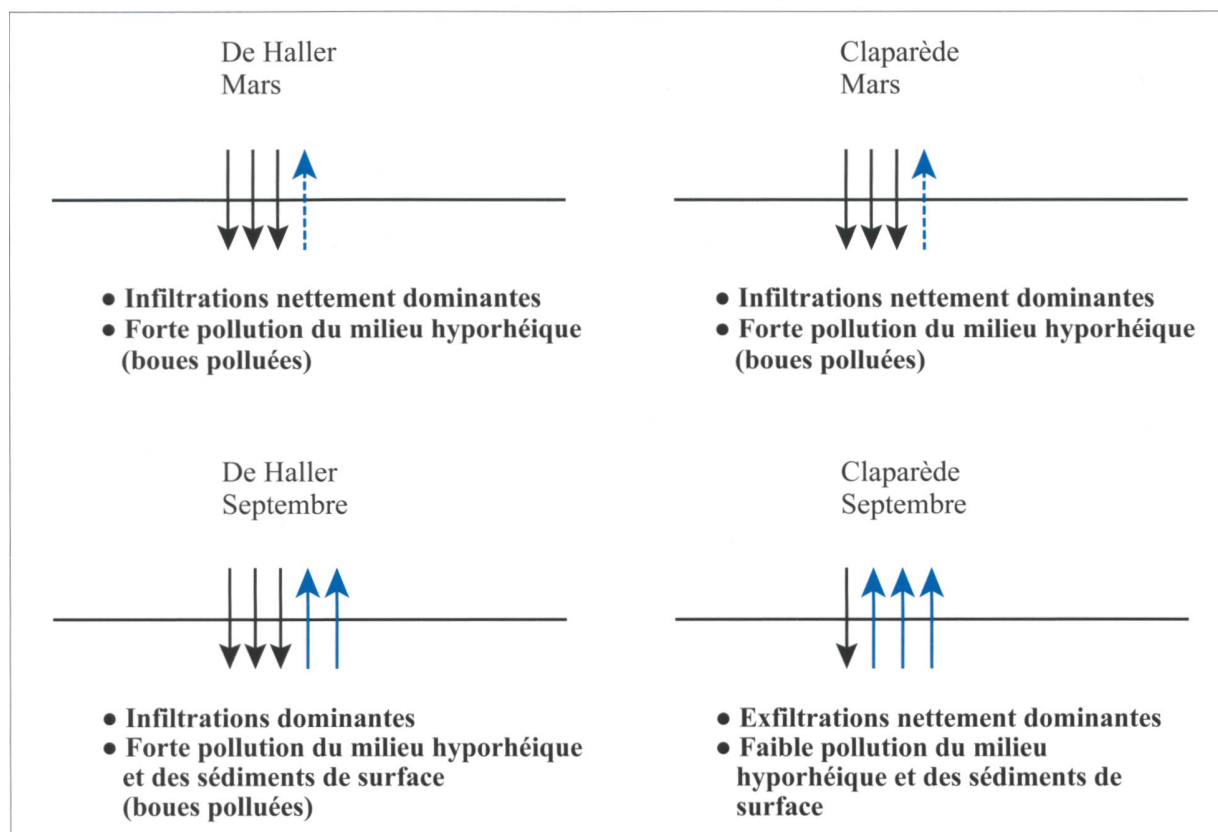 De Haller
Mars
● Infiltrations nettement dominantes
● Forte pollution du milieu hyporhéique
(boues polluées)
Claparède
Mars
● Infiltrations nettement dominantes
● Forte pollution du milieu hyporhéique
(boues polluées)
De Haller
Septembre
● Infiltrations dominantes
● Forte pollution du milieu hyporhéique
et des sédiments de surface
(boues polluées)
Claparède
Septembre
● Exfiltrations nettement dominantes
● Faible pollution du milieu
hyporhéique et des sédiments de
surface